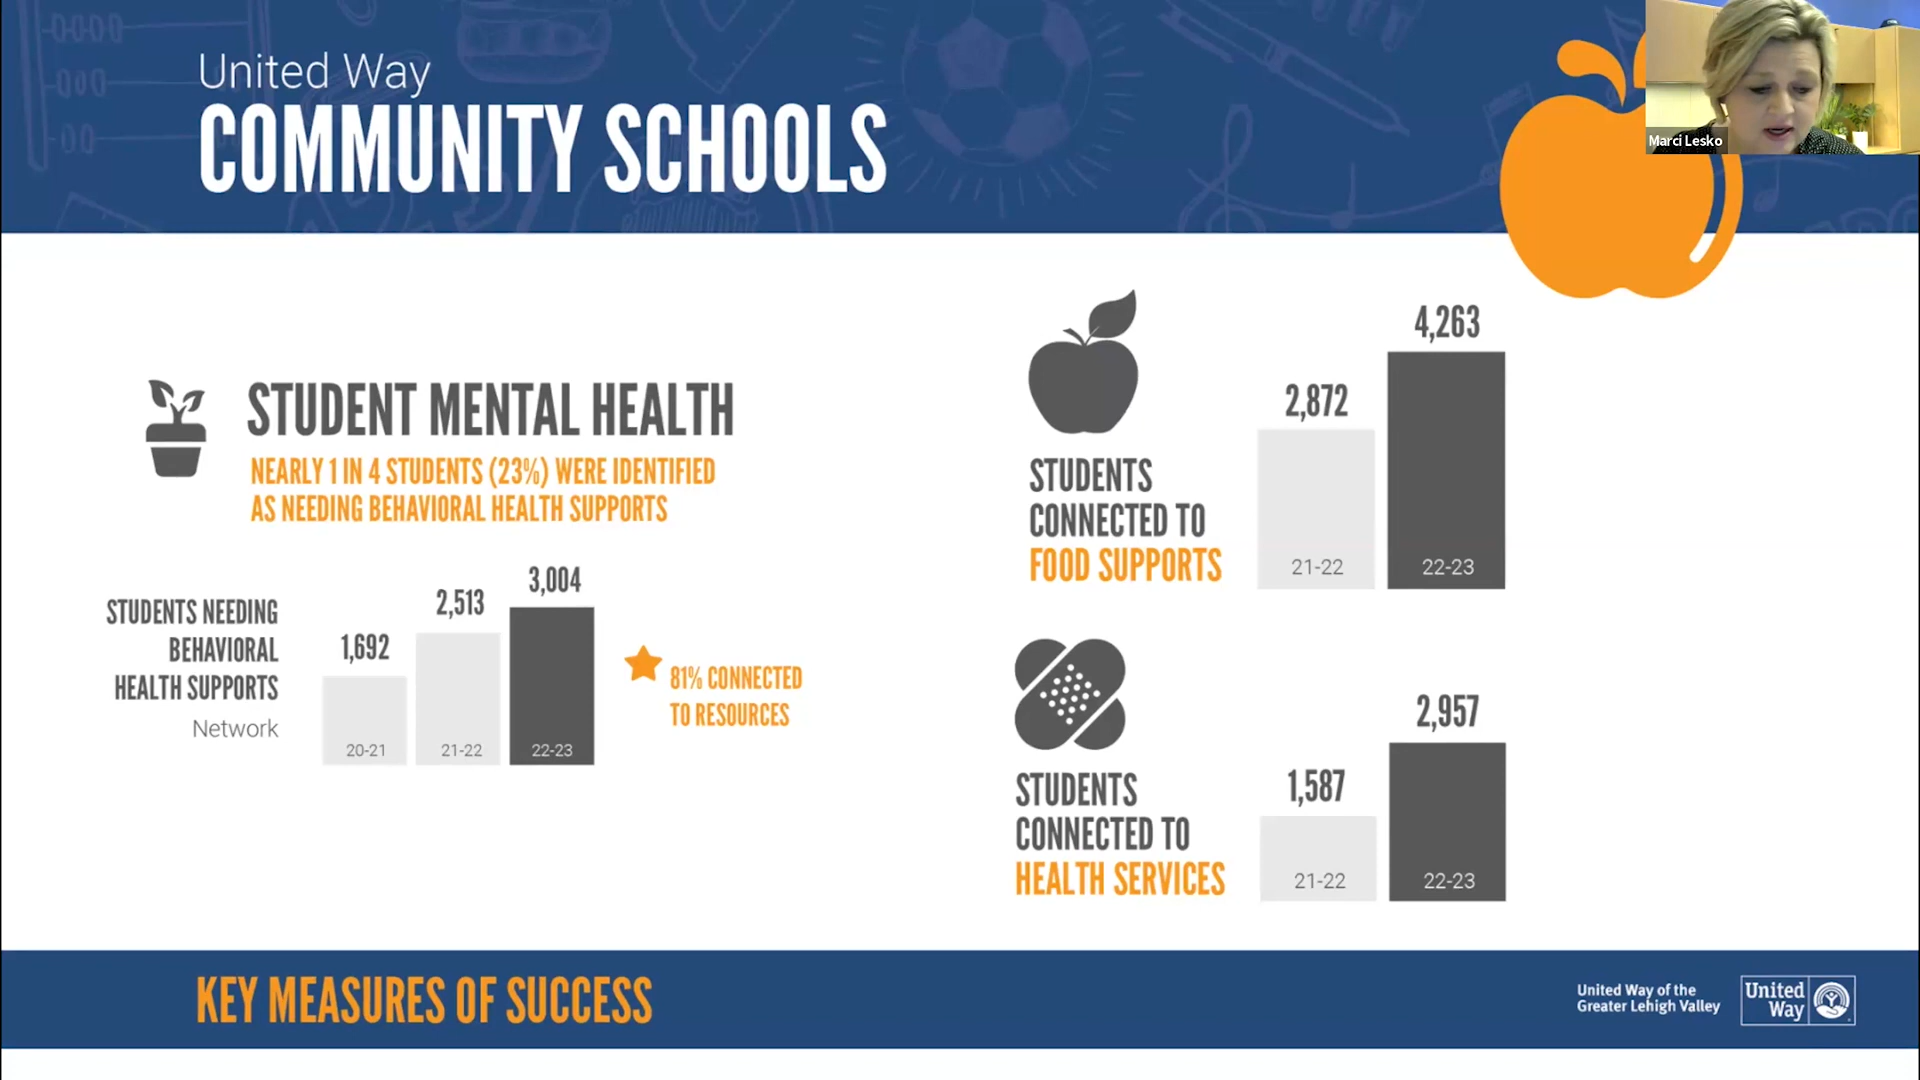 United Way
COMMUNITY SCHOOLS
Marci Lesko
STUDENT MENTAL HEALTH
NEARLY 1 IN 4 STUDENTS (23%) WERE IDENTIFIED
AS NEEDING BEHAVIORAL HEALTH SUPPORTS
STUDENTS NEEDING
BEHAVIORAL
HEALTH SUPPORTS
Network
1,692
2,513
3,004
20-21
21-22
22-23
81% CONNECTED
TO RESOURCES
STUDENTS
CONNECTED TO
FOOD SUPPORTS
2,872
4,263
21-22
22-23
STUDENTS
CONNECTED TO
HEALTH SERVICES
1,587
2,957
21-22
22-23
KEY MEASURES OF SUCCESS
United Way of the
Greater Lehigh Valley
United
Way